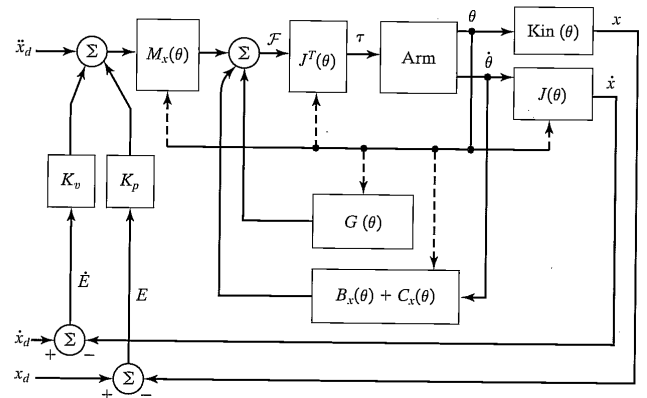 θ
x
ẍ_d
Σ
M_x(θ)
Σ
ℱ
J^T(θ)
τ
Arm
Kin (θ)
θ̇
J(θ)
ẋ
K_v
K_p
G (θ)
Ė
E
B_x(θ) + C_x(θ)
ẋ_d
+
Σ
−
x_d
+
Σ
−